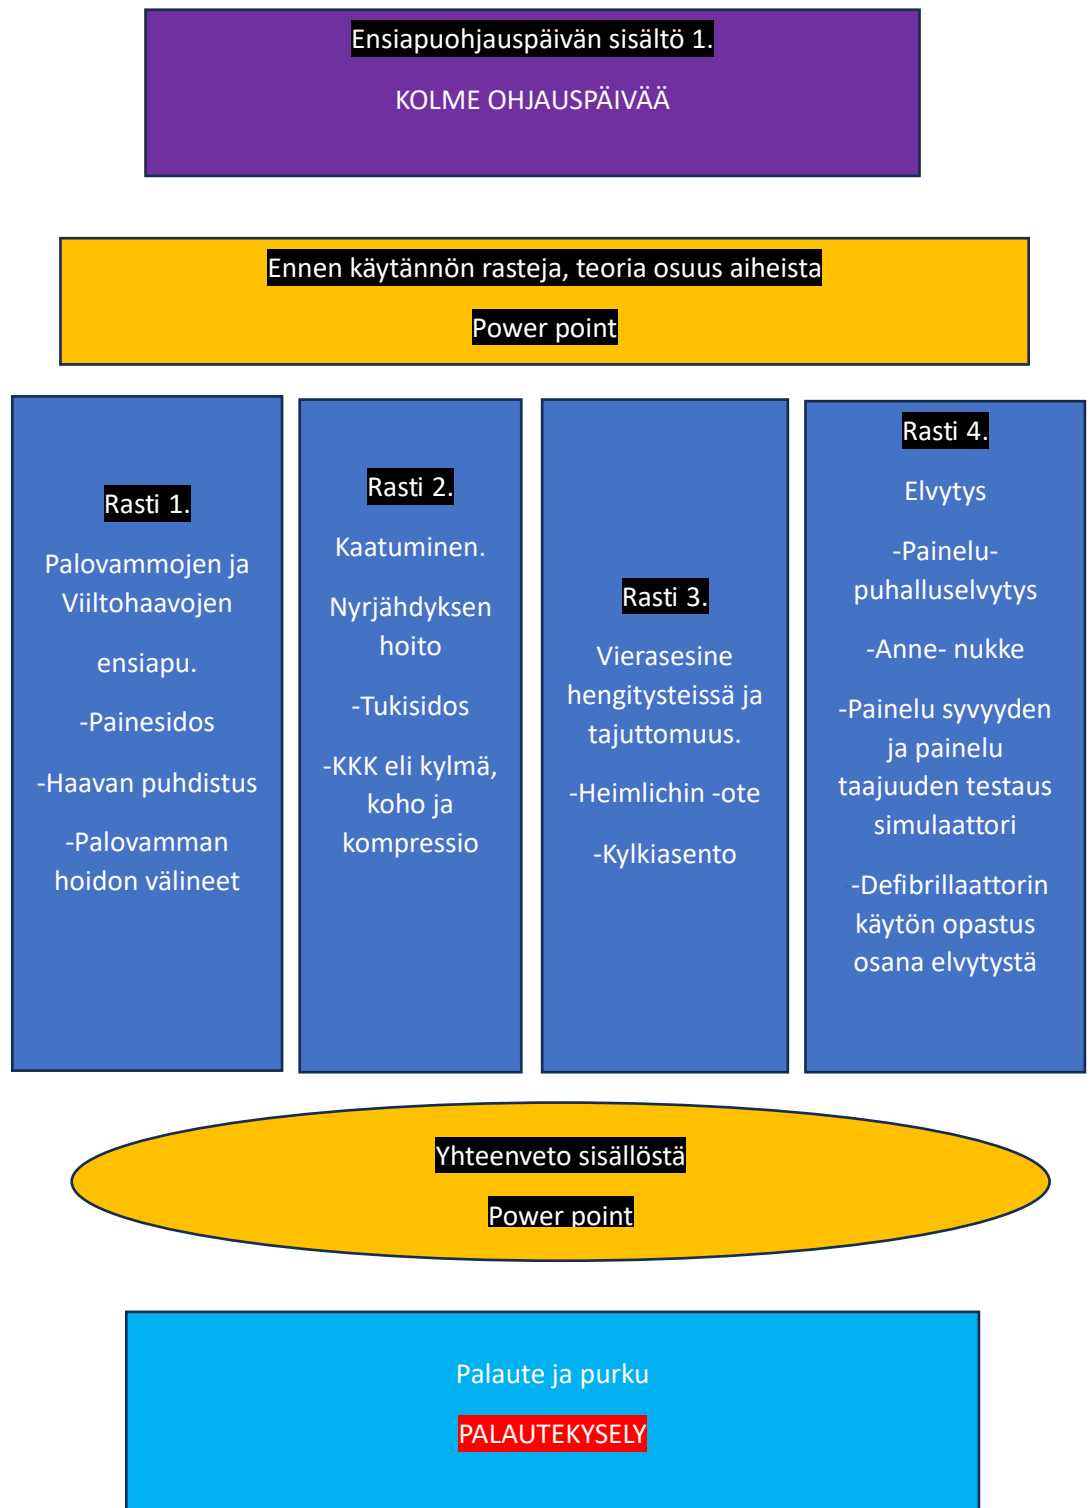 Ensiapuohjauspäivän sisältö 1.
KOLME OHJAUSPÄIVÄÄ
Ennen käytännön rasteja, teoria osuus aiheista
Power point
Rasti 1.
Palovammojen ja
Viiltohaavojen
ensiapu.
-Painesidos
-Haavan puhdistus
-Palovamman
hoidon välineet
Rasti 2.
Kaatuminen.
Nyrjähdyksen
hoito
-Tukisidos
-KKK eli kylmä,
koho ja
kompressio
Rasti 3.
Vierasesine
hengitysteissä ja
tajuttomuus.
-Heimlichin -ote
-Kylkiasento
Rasti 4.
Elvytys
-Painelu-
puhalluselvytys
-Anne- nukke
-Painelu syvyyden
ja painelu
taajuuden testaus
simulaattori
-Defibrillaattorin
käytön opastus
osana elvytystä
Yhteenveto sisällöstä
Power point
Palaute ja purku
PALAUTEKYSELY